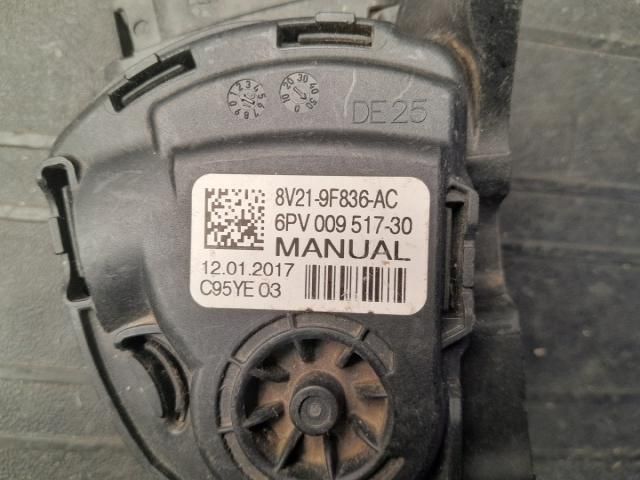 DE25
8V21-9F836-AC
6PV 009 517-30
MANUAL
12.01.2017
C95YE 03